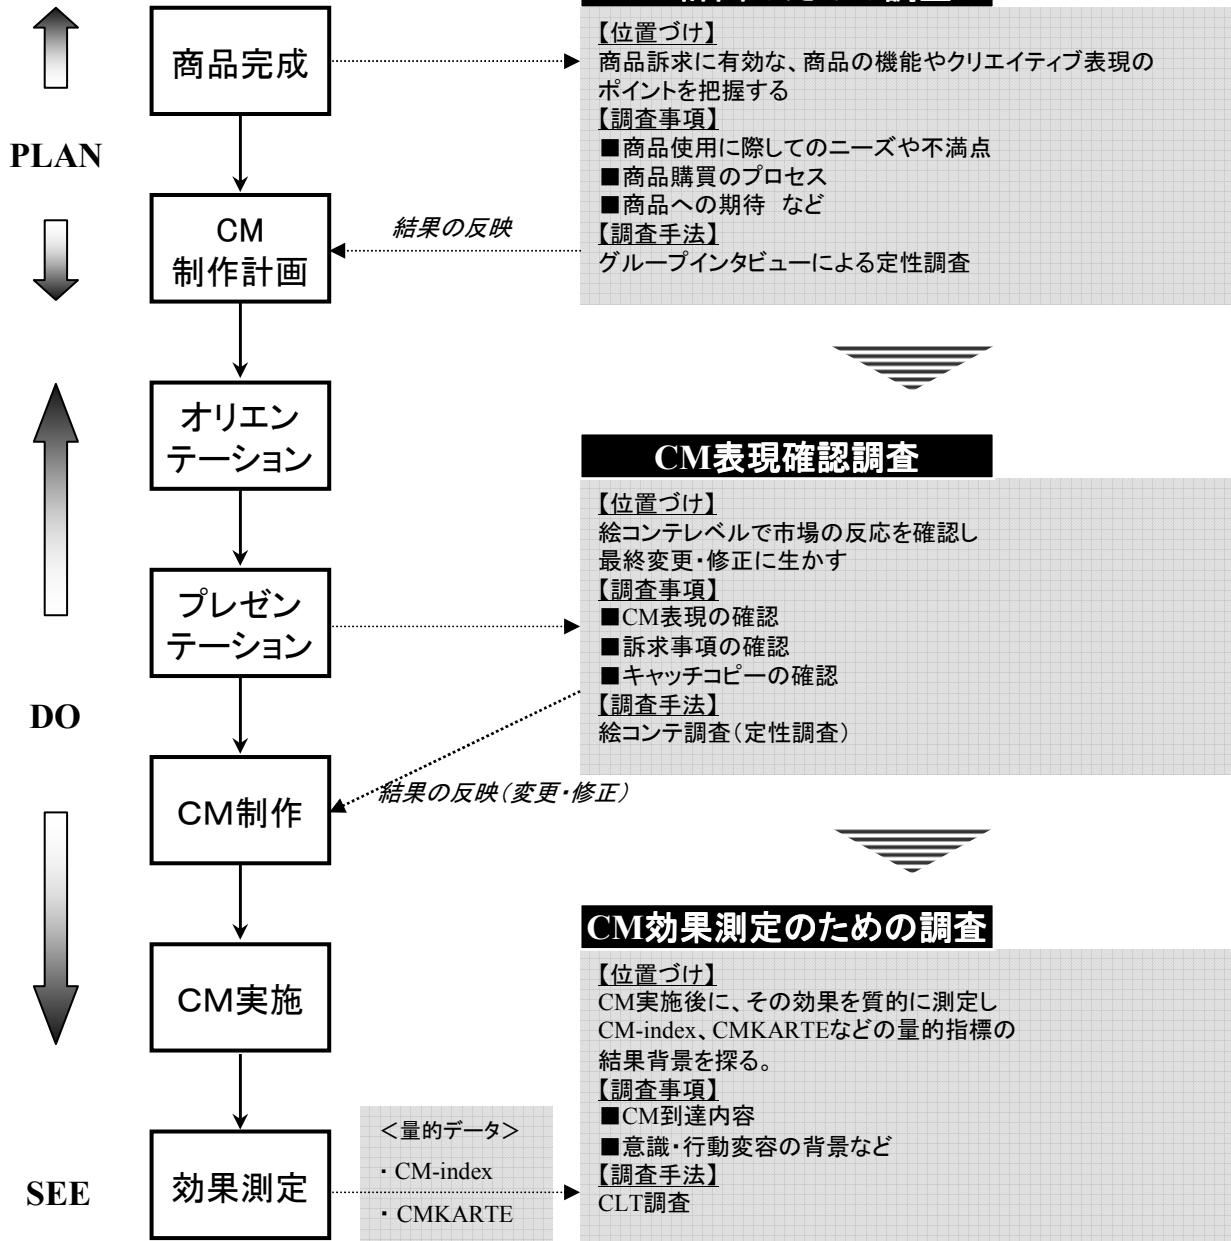 【位置づけ】
商品訴求に有効な、商品の機能やクリエイティブ表現の
ポイントを把握する
【調査事項】
■商品使用に際してのニーズや不満点
■商品購買のプロセス
■商品への期待　など
【調査手法】
グループインタビューによる定性調査
商品完成
PLAN
結果の反映
CM
制作計画
オリエン
テーション
CM表現確認調査
【位置づけ】
絵コンテレベルで市場の反応を確認し
最終変更・修正に生かす
【調査事項】
■CM表現の確認
■訴求事項の確認
■キャッチコピーの確認
【調査手法】
絵コンテ調査（定性調査）
プレゼン
テーション
DO
結果の反映（変更・修正）
CM制作
CM効果測定のための調査
【位置づけ】
CM実施後に、その効果を質的に測定し
CM-index、CMKARTEなどの量的指標の
結果背景を探る。
【調査事項】
■CM到達内容
■意識・行動変容の背景など
【調査手法】
CLT調査
CM実施
＜量的データ＞
・CM-index
・CMKARTE
SEE
効果測定